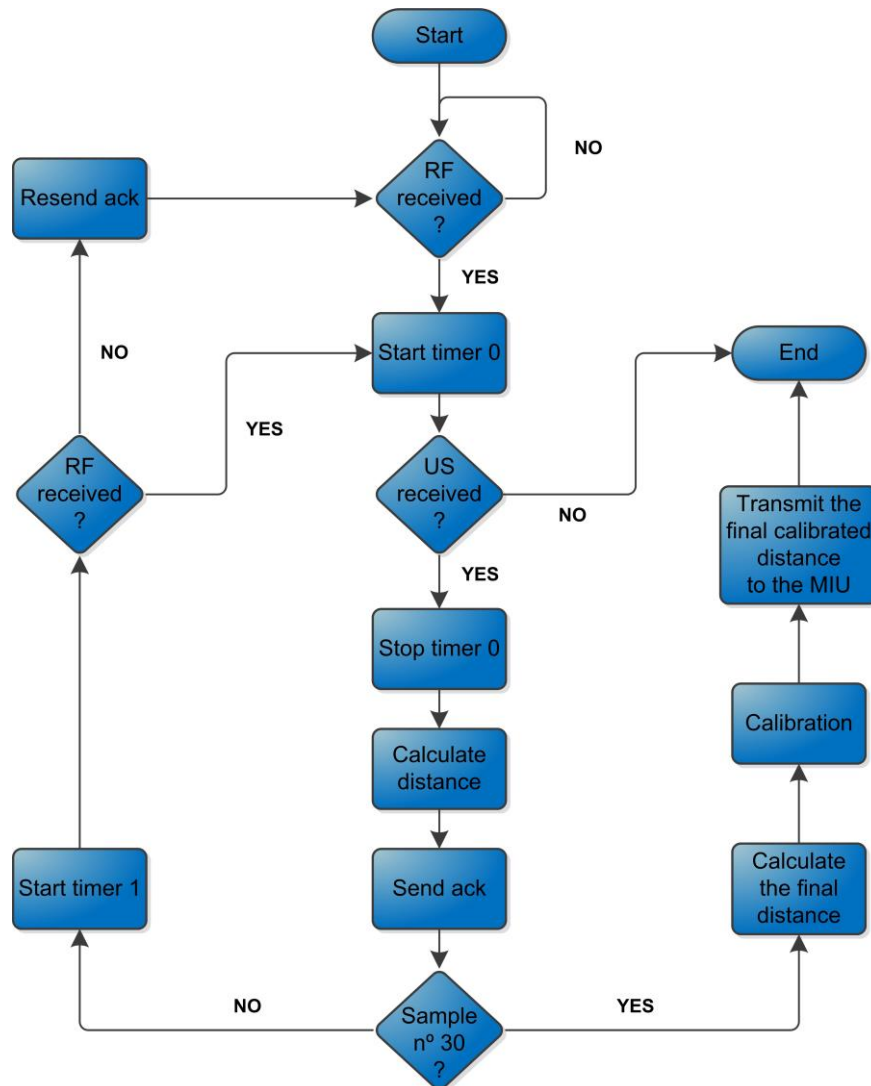 Start
NO
RF
received
?
Resend ack
YES
Start timer 0
End
NO
YES
RF
received
?
US
received
?
NO
Transmit the
final calibrated
distance
to the MIU
YES
Stop timer 0
Calibration
Calculate
distance
Start timer 1
Send ack
Calculate
the final
distance
NO
Sample
nº 30
?
YES